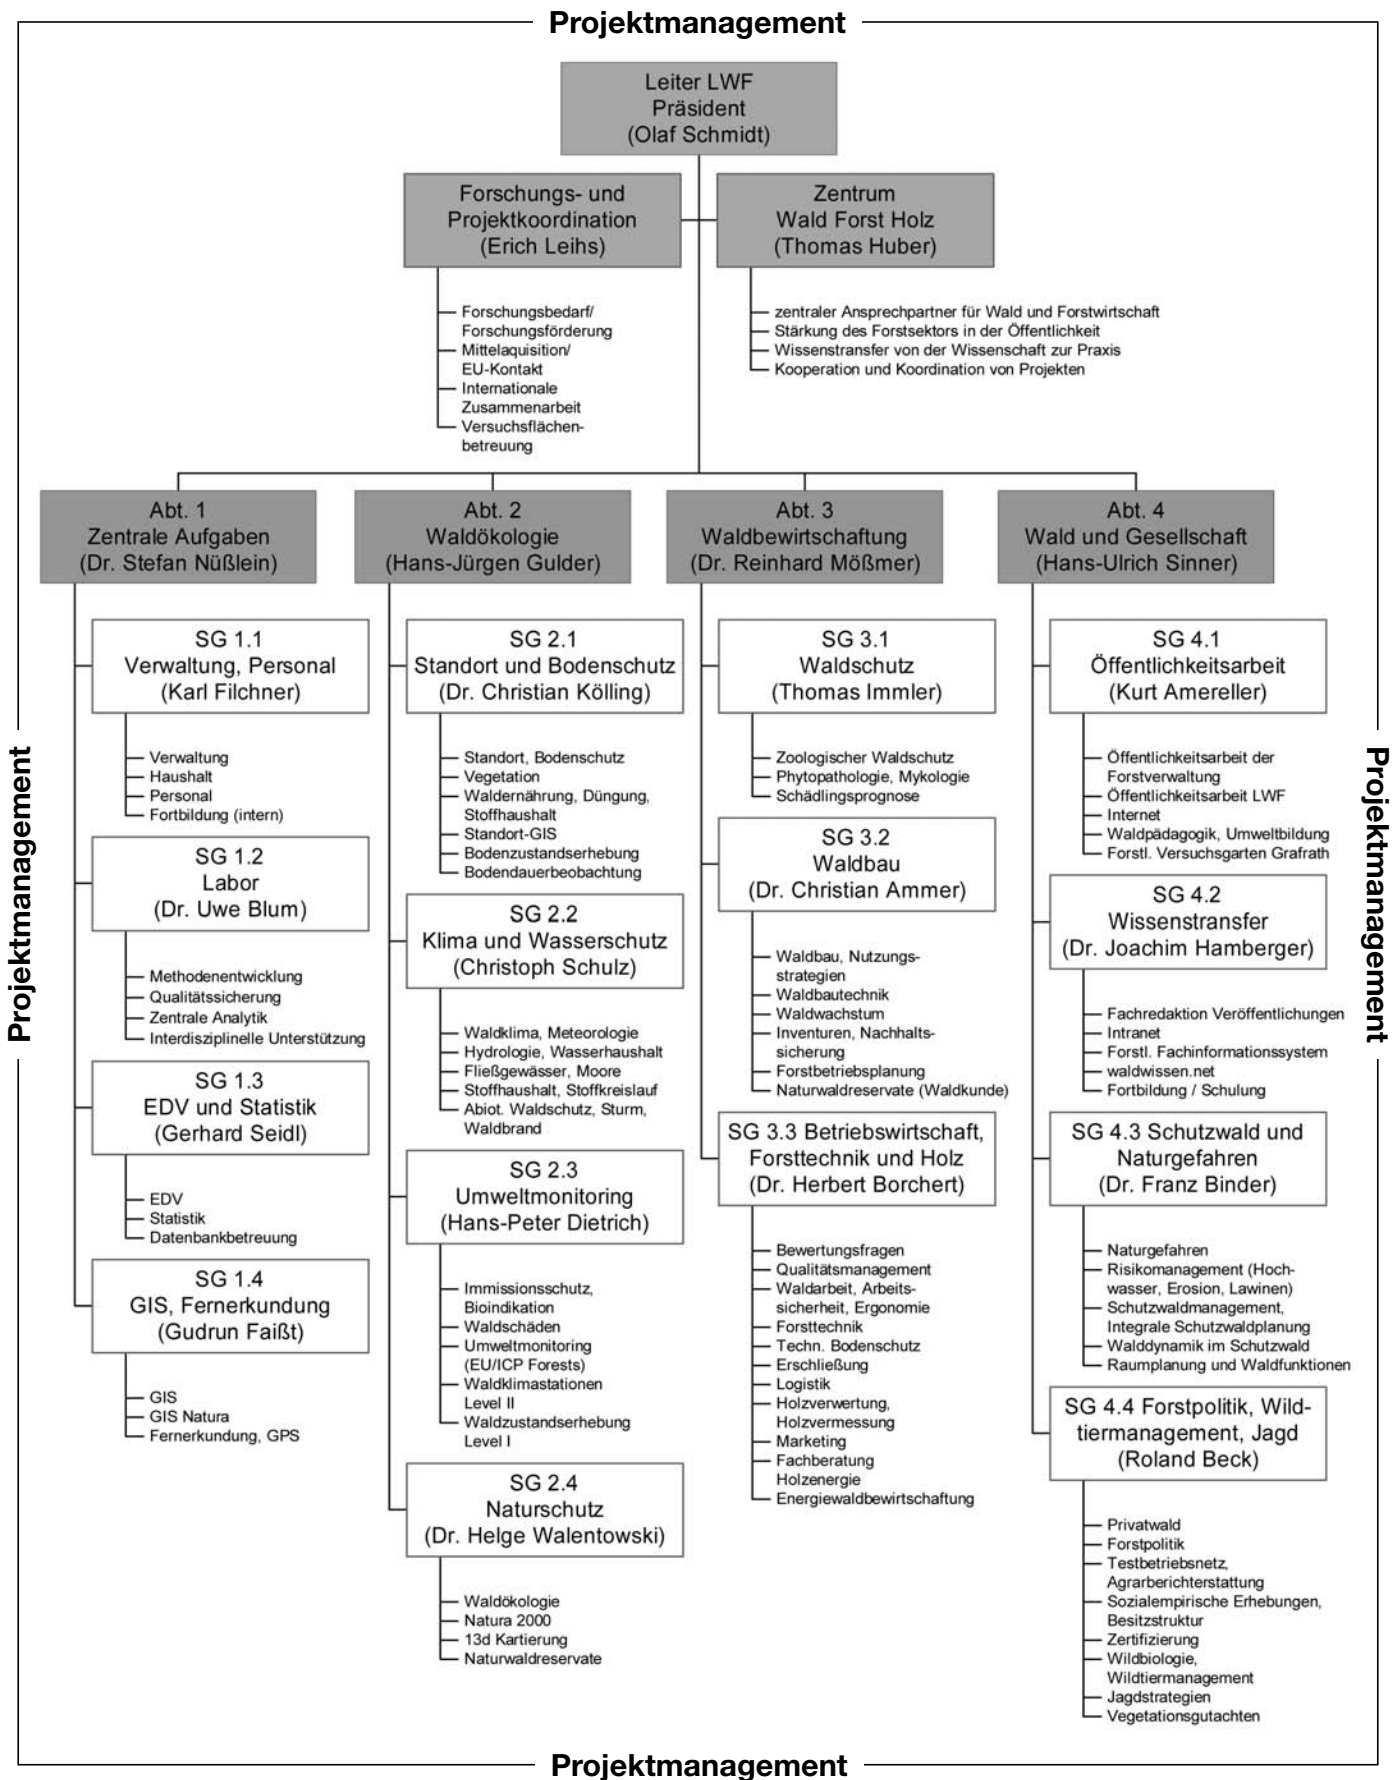 Projektmanagement
Leiter LWF
Präsident
(Olaf Schmidt)
Forschungs- und
Projektkoordination
(Erich Leihs)
Forschungsbedarf/
Forschungsförderung
Mittelaquisition/
EU-Kontakt
Internationale
Zusammenarbeit
Versuchsflächen-
betreuung
Zentrum
Wald Forst Holz
(Thomas Huber)
zentraler Ansprechpartner für Wald und Forstwirtschaft
Stärkung des Forstsektors in der Öffentlichkeit
Wissenstransfer von der Wissenschaft zur Praxis
Kooperation und Koordination von Projekten
Projektmanagement
Abt. 1
Zentrale Aufgaben
(Dr. Stefan Nüßlein)
SG 1.1
Verwaltung, Personal
(Karl Filchner)
Verwaltung
Haushalt
Personal
Fortbildung (intern)
SG 1.2
Labor
(Dr. Uwe Blum)
Methodenentwicklung
Qualitätssicherung
Zentrale Analytik
Interdisziplinelle Unterstützung
SG 1.3
EDV und Statistik
(Gerhard Seidl)
EDV
Statistik
Datenbankbetreuung
SG 1.4
GIS, Fernerkundung
(Gudrun Faißt)
GIS
GIS Natura
Fernerkundung, GPS
Abt. 2
Waldökologie
(Hans-Jürgen Gulder)
SG 2.1
Standort und Bodenschutz
(Dr. Christian Kölling)
Standort, Bodenschutz
Vegetation
Waldernährung, Düngung,
Stoffhaushalt
Standort-GIS
Bodenzustandserhebung
Bodendauerbeobachtung
SG 2.2
Klima und Wasserschutz
(Christoph Schulz)
Waldklima, Meteorologie
Hydrologie, Wasserhaushalt
Fließgewässer, Moore
Stoffhaushalt, Stoffkreislauf
Abiot. Waldschutz, Sturm,
Waldbrand
SG 2.3
Umweltmonitoring
(Hans-Peter Dietrich)
Immissionsschutz,
Bioindikation
Waldschäden
Umweltmonitoring
(EU/ICP Forests)
Waldklimastationen
Level II
Waldzustandserhebung
Level I
SG 2.4
Naturschutz
(Dr. Helge Walentowski)
Waldökologie
Natura 2000
13d Kartierung
Naturwaldreservate
Abt. 3
Waldbewirtschaftung
(Dr. Reinhard Mößmer)
SG 3.1
Waldschutz
(Thomas Immler)
Zoologischer Waldschutz
Phytopathologie, Mykologie
Schädlingsprognose
SG 3.2
Waldbau
(Dr. Christian Ammer)
Waldbau, Nutzungs-
strategien
Waldbautechnik
Waldwachstum
Inventuren, Nachhalts-
sicherung
Forstbetriebsplanung
Naturwaldreservate (Waldkunde)
SG 3.3 Betriebswirtschaft,
Forsttechnik und Holz
(Dr. Herbert Borchert)
Bewertungsfragen
Qualitätsmanagement
Waldarbeit, Arbeits-
sicherheit, Ergonomie
Forsttechnik
Techn. Bodenschutz
Erschließung
Logistik
Holzverwertung,
Holzvermessung
Marketing
Fachberatung
Holzenergie
Energiewaldbewirtschaftung
Abt. 4
Wald und Gesellschaft
(Hans-Ulrich Sinner)
SG 4.1
Öffentlichkeitsarbeit
(Kurt Amereller)
Öffentlichkeitsarbeit der
Forstverwaltung
Öffentlichkeitsarbeit LWF
Internet
Waldpädagogik, Umweltbildung
Forstl. Versuchsgarten Grafrath
SG 4.2
Wissenstransfer
(Dr. Joachim Hamberger)
Fachredaktion Veröffentlichungen
Intranet
Forstl. Fachinformationssystem
waldwissen.net
Fortbildung / Schulung
SG 4.3 Schutzwald und
Naturgefahren
(Dr. Franz Binder)
Naturgefahren
Risikomanagement (Hoch-
wasser, Erosion, Lawinen)
Schutzwaldmanagement,
Integrale Schutzwaldplanung
Walddynamik im Schutzwald
Raumplanung und Waldfunktionen
SG 4.4 Forstpolitik, Wild-
tiermanagement, Jagd
(Roland Beck)
Privatwald
Forstpolitik
Testbetriebsnetz,
Agrarberichterstattung
Sozialempirische Erhebungen,
Besitzstruktur
Zertifizierung
Wildbiologie,
Wildtiermanagement
Jagdstrategien
Vegetationsgutachten
Projektmanagement
Projektmanagement